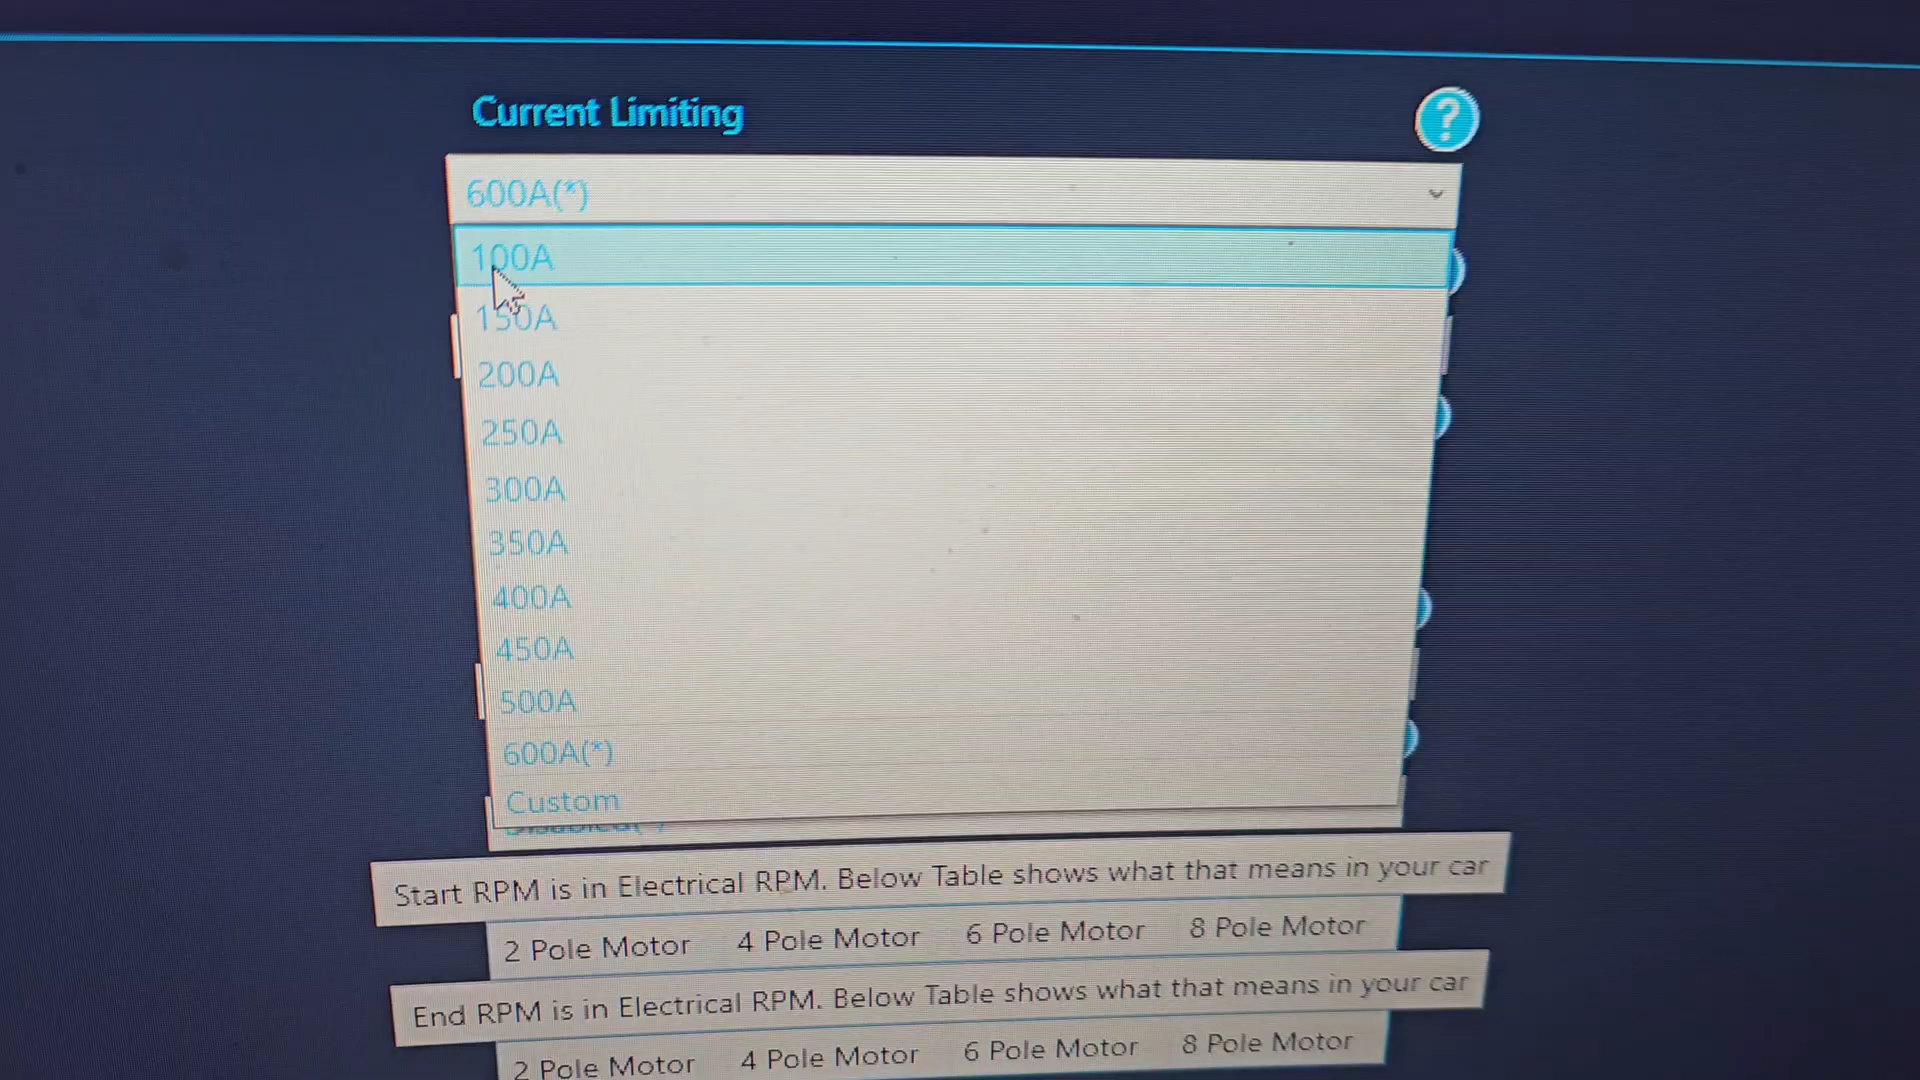 Current Limiting
?
600A(*)
100A
150A
200A
250A
300A
350A
400A
450A
500A
600A(*)
Custom
Start RPM is in Electrical RPM. Below Table shows what that means in your car
2 Pole Motor 4 Pole Motor 6 Pole Motor 8 Pole Motor
End RPM is in Electrical RPM. Below Table shows what that means in your car
2 Pole Motor 4 Pole Motor 6 Pole Motor 8 Pole Motor